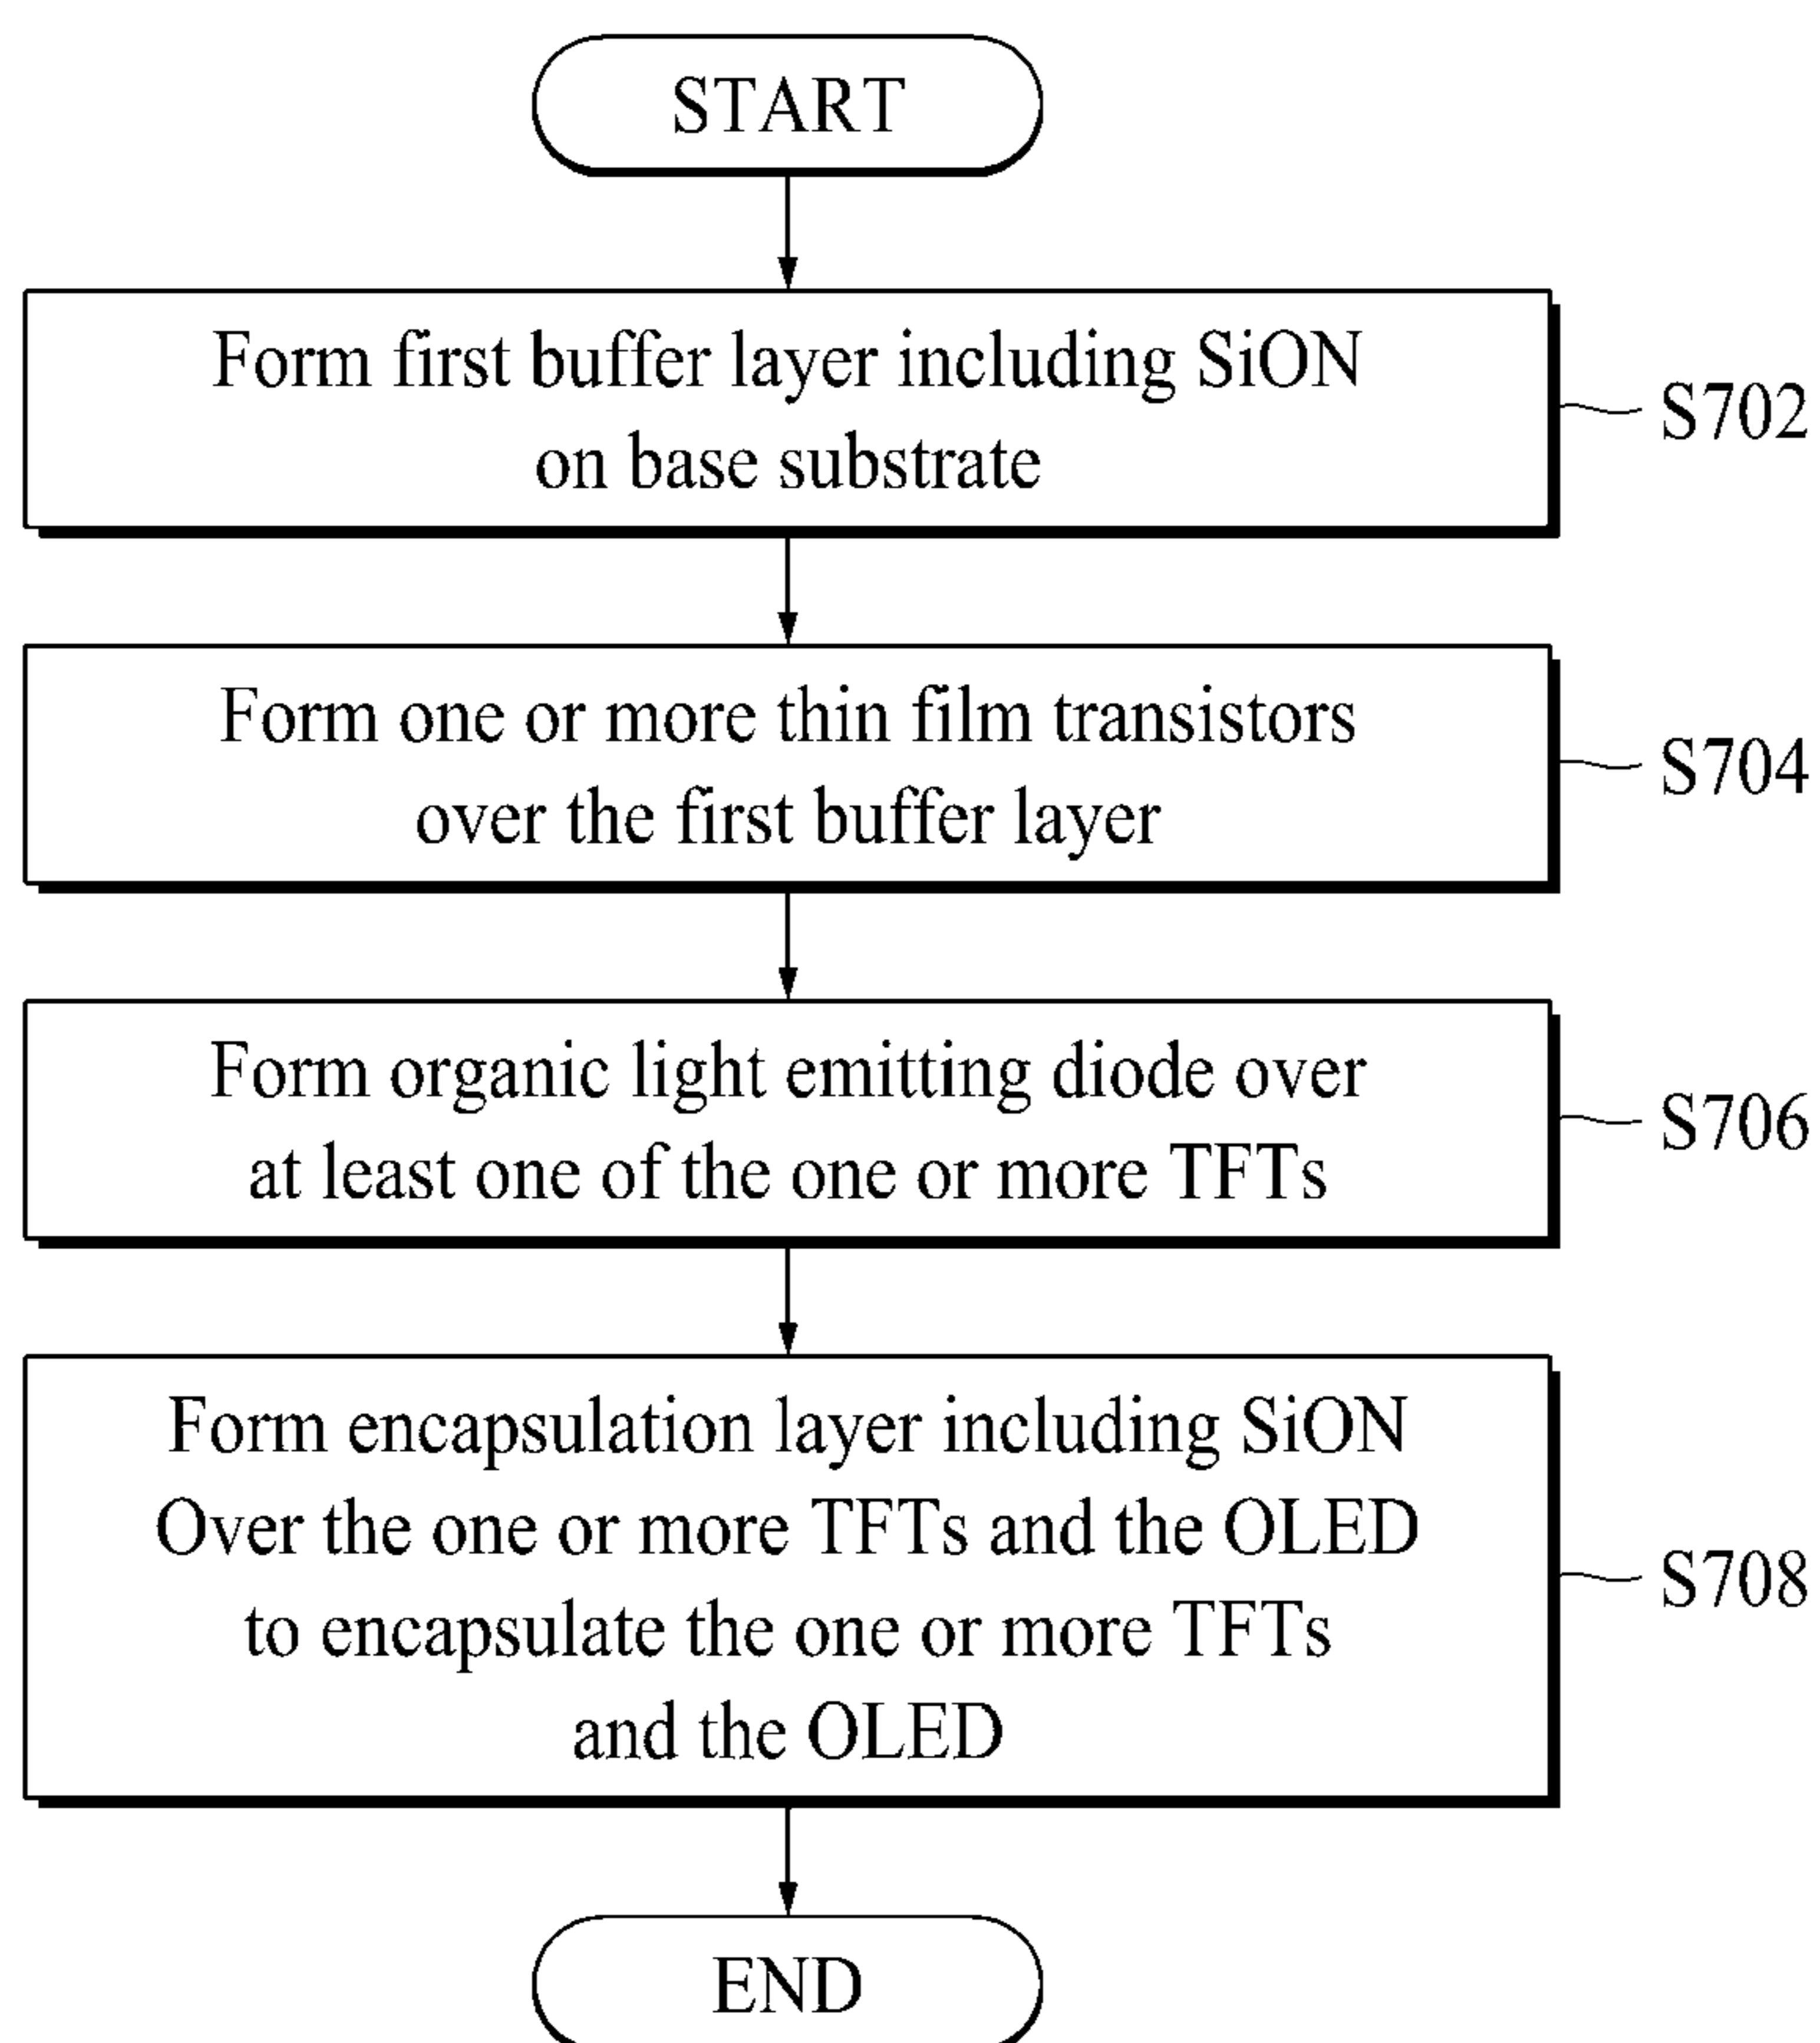 START
Form first buffer layer including SiON
on base substrate
S702
Form one or more thin film transistors
over the first buffer layer
S704
Form organic light emitting diode over
at least one of the one or more TFTs
S706
Form encapsulation layer including SiON
Over the one or more TFTs and the OLED
to encapsulate the one or more TFTs
and the OLED
S708
END